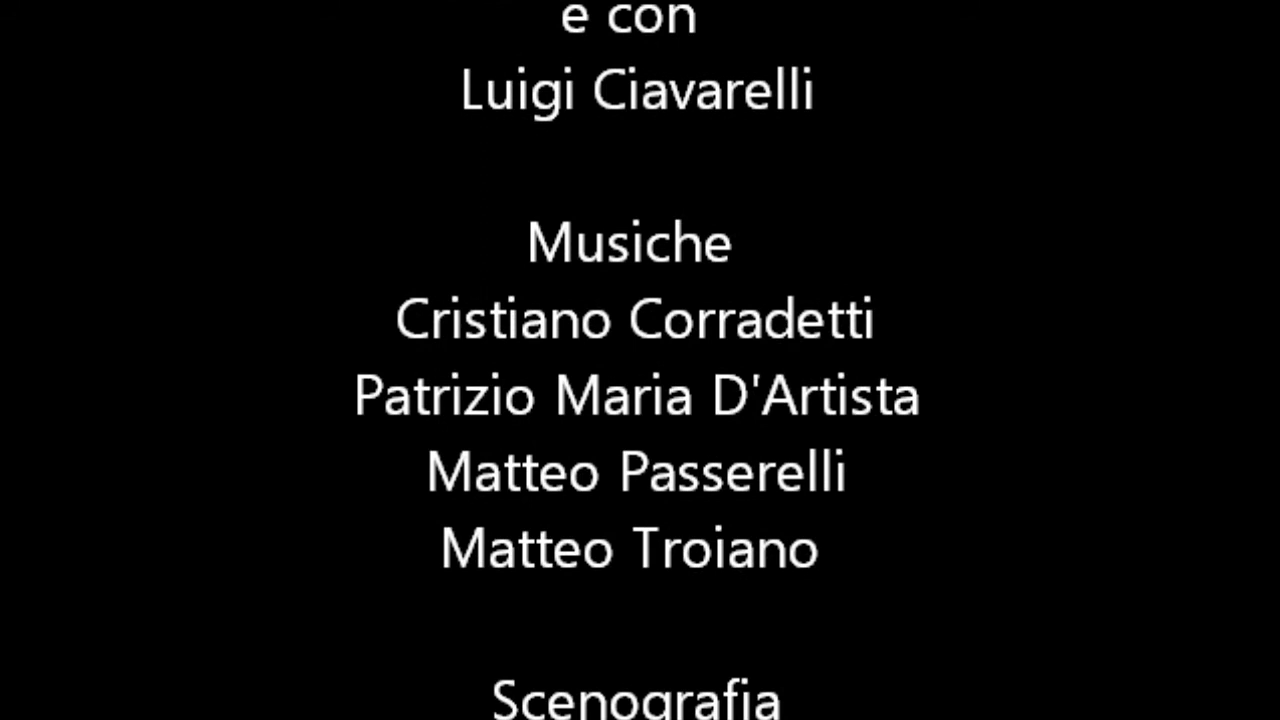 e con
Luigi Ciavarelli
Musiche
Cristiano Corradetti
Patrizio Maria D'Artista
Matteo Passerelli
Matteo Troiano
Scenografia